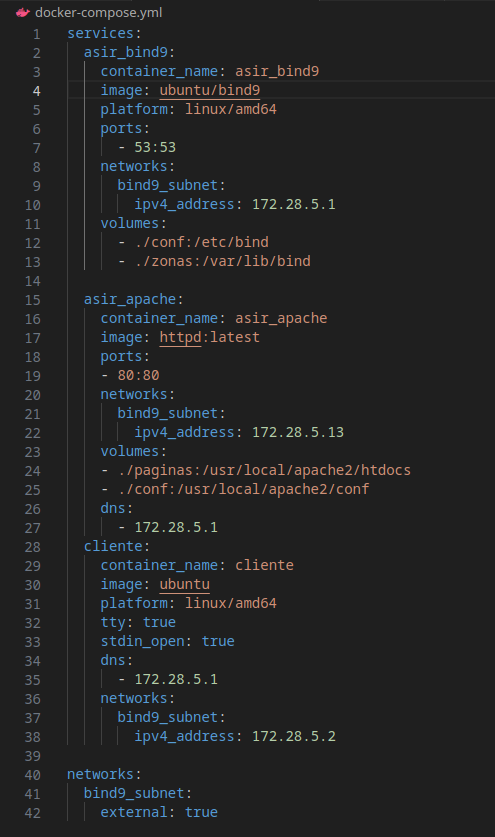 docker-compose.yml
1 services:
2   asir_bind9:
3     container_name: asir_bind9
4     image: ubuntu/bind9
5     platform: linux/amd64
6     ports:
7       - 53:53
8     networks:
9       bind9_subnet:
10         ipv4_address: 172.28.5.1
11     volumes:
12       - ./conf:/etc/bind
13       - ./zonas:/var/lib/bind
14
15   asir_apache:
16     container_name: asir_apache
17     image: httpd:latest
18     ports:
19     - 80:80
20     networks:
21       bind9_subnet:
22         ipv4_address: 172.28.5.13
23     volumes:
24     - ./paginas:/usr/local/apache2/htdocs
25     - ./conf:/usr/local/apache2/conf
26     dns:
27       - 172.28.5.1
28   cliente:
29     container_name: cliente
30     image: ubuntu
31     platform: linux/amd64
32     tty: true
33     stdin_open: true
34     dns:
35       - 172.28.5.1
36     networks:
37       bind9_subnet:
38         ipv4_address: 172.28.5.2
39
40 networks:
41   bind9_subnet:
42     external: true